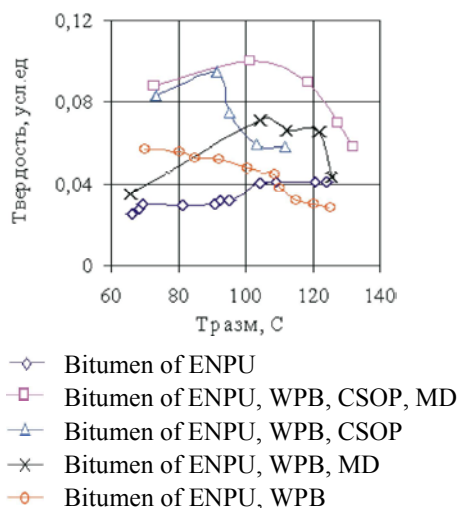 0,12
0,08
0,04
0
Твердость, усл.ед
60 80 100 120 140
Тразм, С
Bitumen of ENPU
Bitumen of ENPU, WPB, CSOP, MD
Bitumen of ENPU, WPB, CSOP
Bitumen of ENPU, WPB, MD
Bitumen of ENPU, WPB